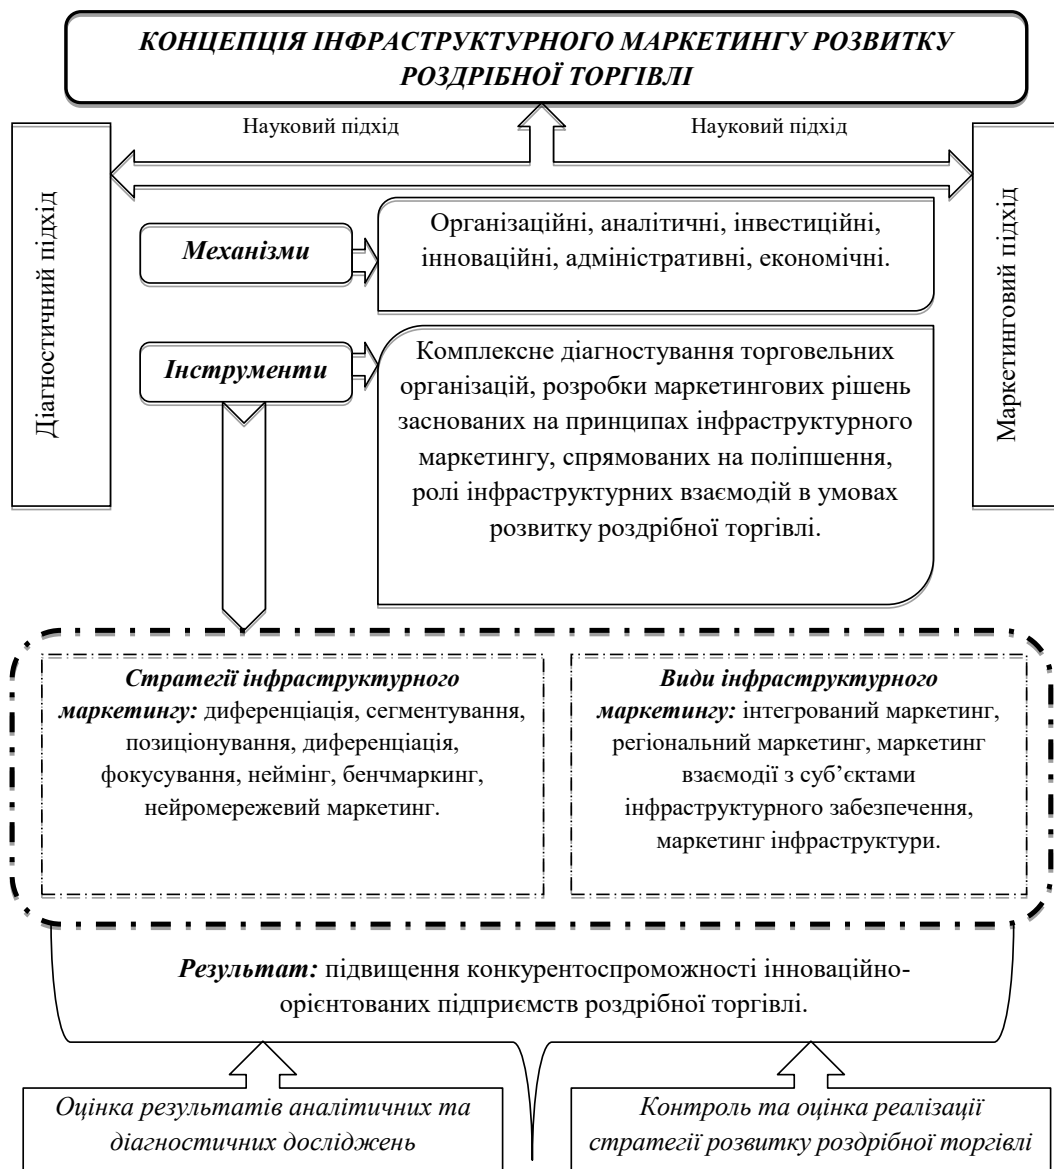 КОНЦЕПЦІЯ ІНФРАСТРУКТУРНОГО МАРКЕТИНГУ РОЗВИТКУ
РОЗДРІБНОЇ ТОРГІВЛІ
Науковий підхід
Науковий підхід
Діагностичний підхід
Маркетинговий підхід
Механізми
Організаційні, аналітичні, інвестиційні,
інноваційні, адміністративні, економічні.
Інструменти
Комплексне діагностування торговельних
організацій, розробки маркетингових рішень
заснованих на принципах інфраструктурного
маркетингу, спрямованих на поліпшення,
ролі інфраструктурних взаємодій в умовах
розвитку роздрібної торгівлі.
Стратегії інфраструктурного
маркетингу: диференціація, сегментування,
позиціонування, диференціація,
фокусування, неймінг, бенчмаркинг,
нейромережевий маркетинг.
Види інфраструктурного
маркетингу: інтегрований маркетинг,
регіональний маркетинг, маркетинг
взаємодії з суб’єктами
інфраструктурного забезпечення,
маркетинг інфраструктури.
Результат: підвищення конкурентоспроможності інноваційно-
орієнтованих підприємств роздрібної торгівлі.
Оцінка результатів аналітичних та
діагностичних досліджень
Контроль та оцінка реалізації
стратегії розвитку роздрібної торгівлі